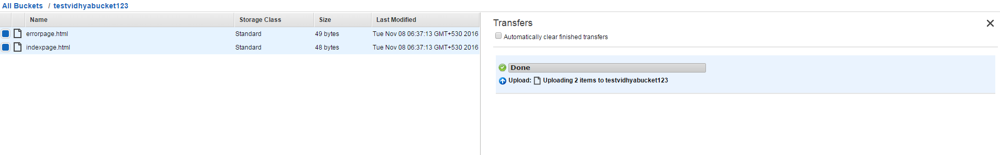 All Buckets / testvidhyabucket123
Name Storage Class Size Last Modified
errorpage.html Standard 49 bytes Tue Nov 08 06:37:13 GMT+530 2016
indexpage.html Standard 48 bytes Tue Nov 08 06:37:13 GMT+530 2016
Transfers
Automatically clear finished transfers
Done
Upload: Uploading 2 items to testvidhyabucket123